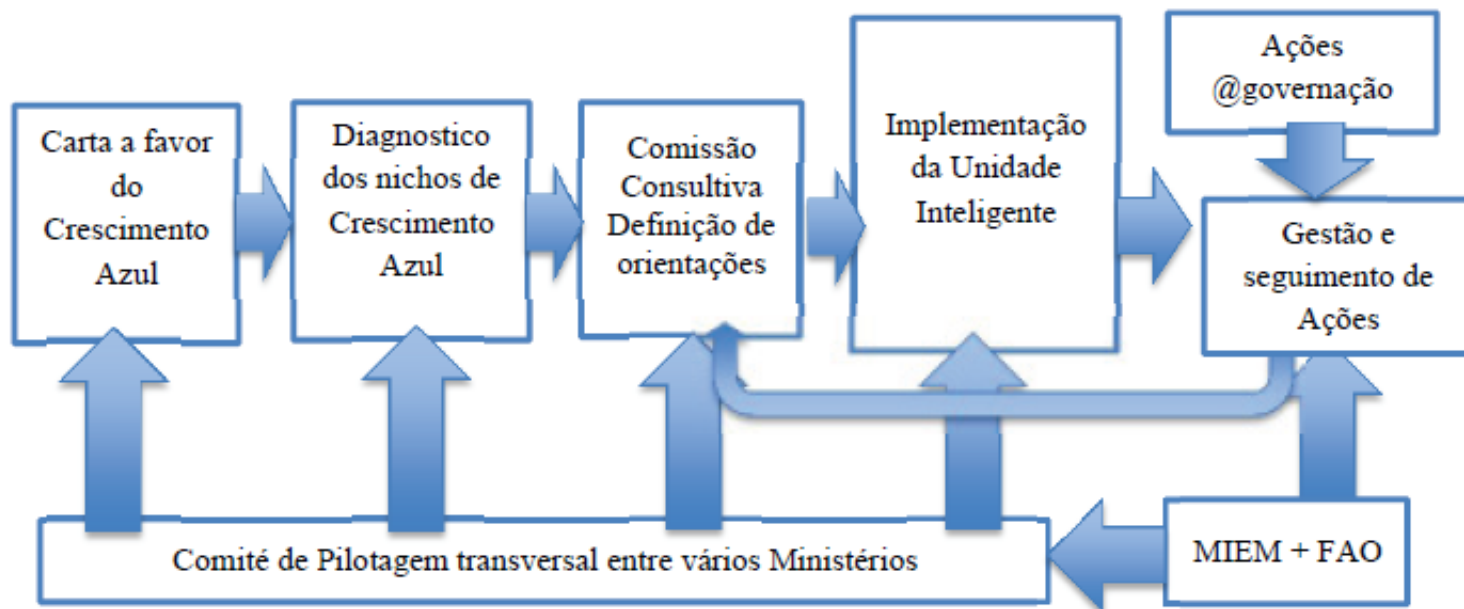 Carta a favor
do
Crescimento
Azul
Diagnostico
dos nichos de
Crescimento
Azul
Comissão
Consultiva
Definição de
orientações
Implementação
da Unidade
Inteligente
Ações
@governação
Gestão e
seguimento de
Ações
Comité de Pilotagem transversal entre vários Ministérios
MIEM + FAO